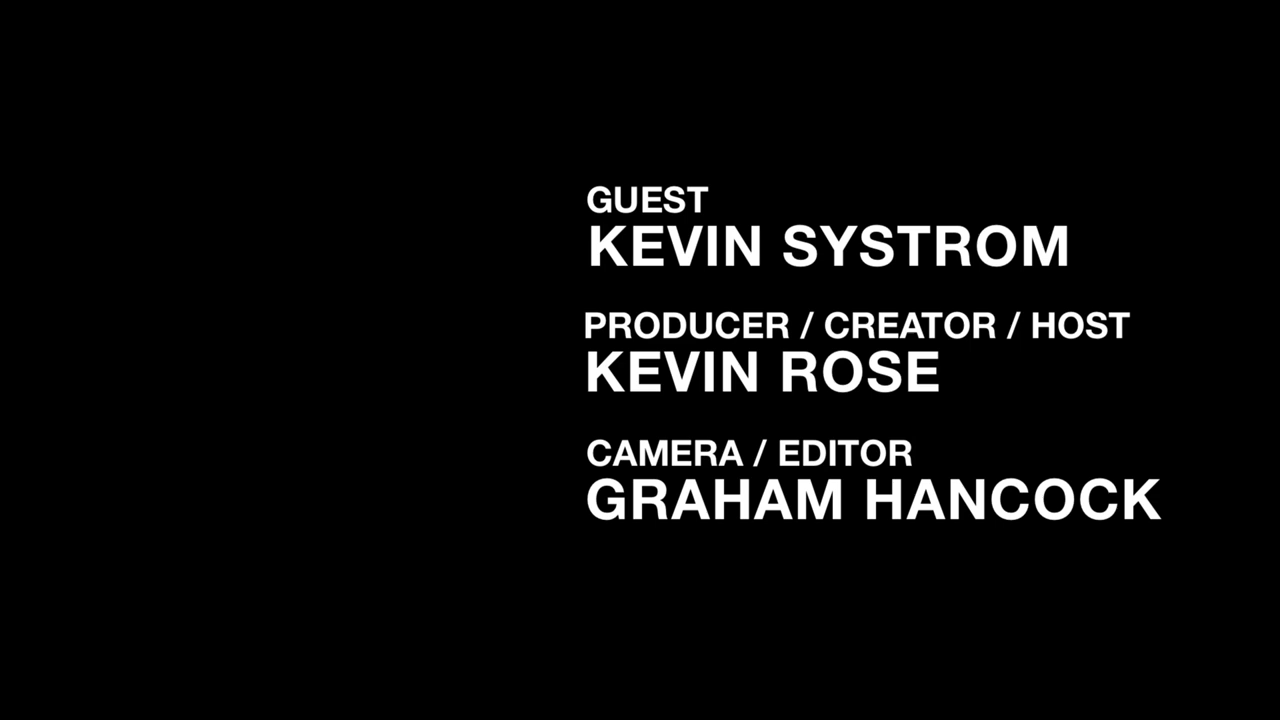 GUEST
KEVIN SYSTROM
PRODUCER / CREATOR / HOST
KEVIN ROSE
CAMERA / EDITOR
GRAHAM HANCOCK